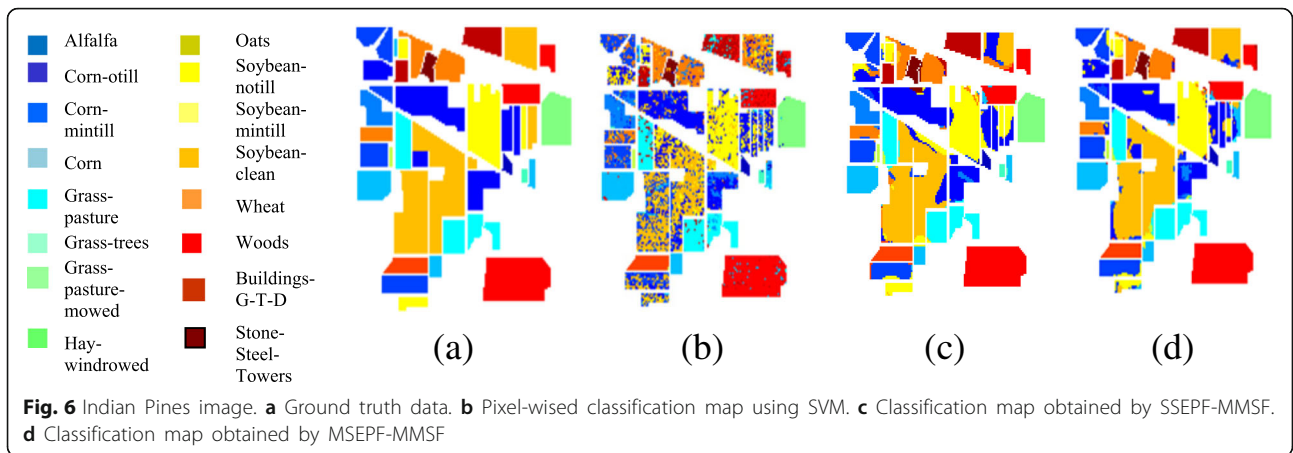 Alfalfa
Corn-otill
Corn-
mintill
Corn
Grass-
pasture
Grass-trees
Grass-
pasture-
mowed
Hay-
windrowed
Oats
Soybean-
notill
Soybean-
mintill
Soybean-
clean
Wheat
Woods
Buildings-
G-T-D
Stone-
Steel-
Towers
(a)
(b)
(c)
(d)
Fig. 6 Indian Pines image. a Ground truth data. b Pixel-wised classification map using SVM. c Classification map obtained by SSEPF-MMSF.
d Classification map obtained by MSEPF-MMSF